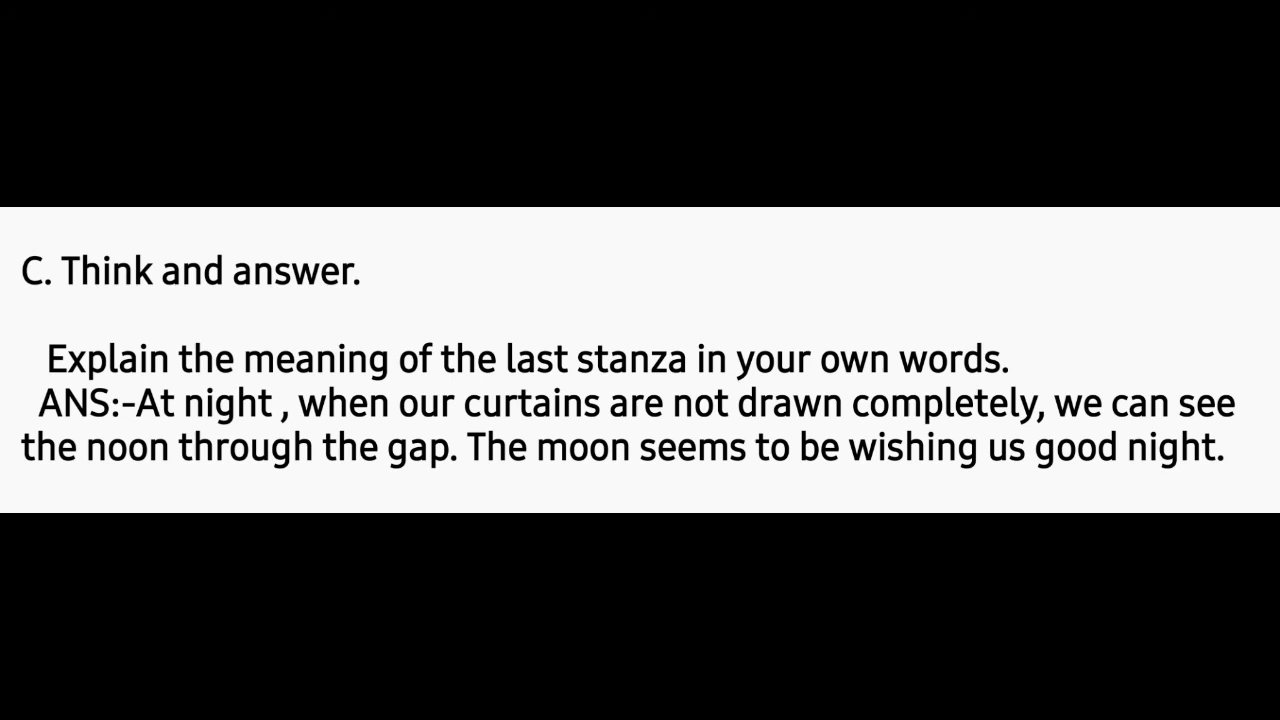 C. Think and answer.
Explain the meaning of the last stanza in your own words.
ANS:-At night , when our curtains are not drawn completely, we can see
the noon through the gap. The moon seems to be wishing us good night.